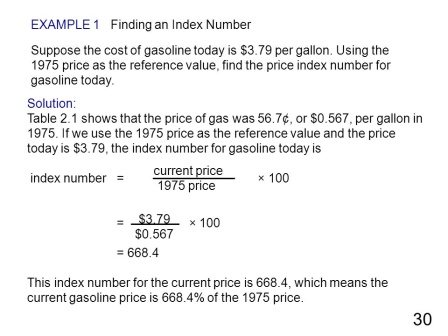 EXAMPLE 1 Finding an Index Number
Suppose the cost of gasoline today is $3.79 per gallon. Using the
1975 price as the reference value, find the price index number for
gasoline today.
Solution:
Table 2.1 shows that the price of gas was 56.7¢, or $0.567, per gallon in
1975. If we use the 1975 price as the reference value and the price
today is $3.79, the index number for gasoline today is
index number = current price × 100
1975 price
= $3.79 × 100
$0.567
= 668.4
This index number for the current price is 668.4, which means the
current gasoline price is 668.4% of the 1975 price.
30